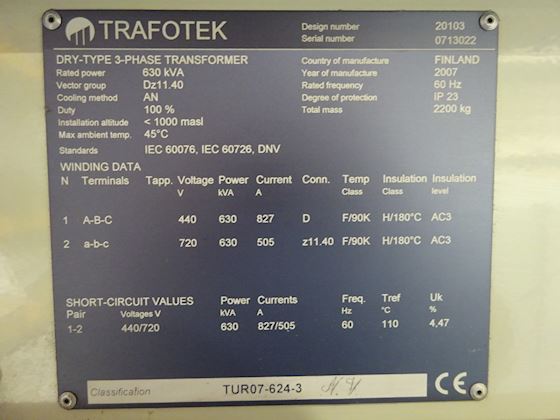 TRAFOTEK
Design number 20103
Serial number 0713022
DRY-TYPE 3-PHASE TRANSFORMER
Rated power 630 kVA
Vector group Dz11.40
Cooling method AN
Duty 100 %
Installation altitude < 1000 masl
Max ambient temp. 45°C
Standards IEC 60076, IEC 60726, DNV
Country of manufacture FINLAND
Year of manufacture 2007
Rated frequency 60 Hz
Degree of protection IP 23
Total mass 2200 kg
WINDING DATA
N Terminals Tapp. Voltage Power Current Conn. Temp Insulation Insulation
V kVA A Class Class level
1 A-B-C 440 630 827 D F/90K H/180°C AC3
2 a-b-c 720 630 505 z11.40 F/90K H/180°C AC3
SHORT-CIRCUIT VALUES Power Currents Freq. Tref Uk
Pair Voltages V kVA A Hz °C %
1-2 440/720 630 827/505 60 110 4,47
Classification TUR07-624-3 CE